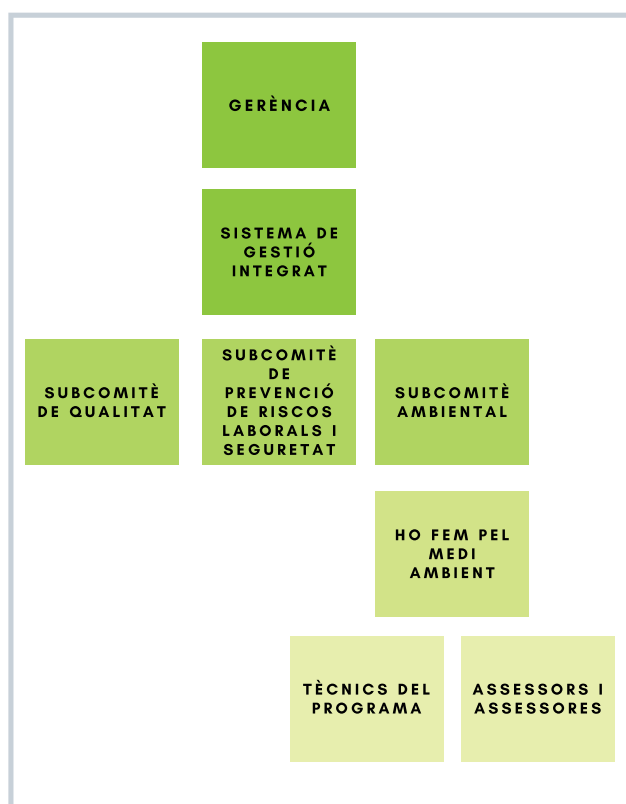 GERÈNCIA
SISTEMA DE
GESTIÓ
INTEGRAT
SUBCOMITÈ
DE QUALITAT
SUBCOMITÈ
DE
PREVENCIÓ
DE RISCOS
LABORALS I
SEGURETAT
SUBCOMITÈ
AMBIENTAL
HO FEM PEL
MEDI
AMBIENT
TÈCNICS DEL
PROGRAMA
ASSESSORS I
ASSESSORES